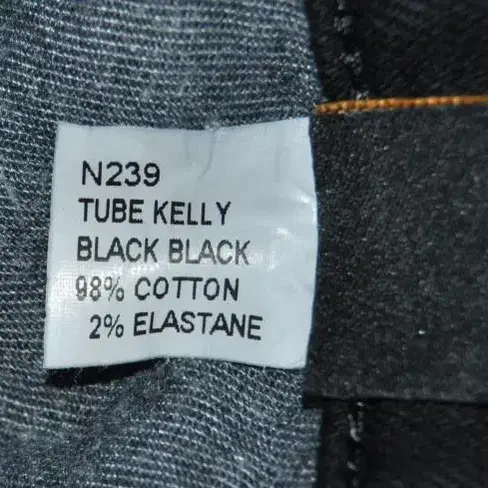 N239
TUBE KELLY
BLACK BLACK
98% COTTON
2% ELASTANE